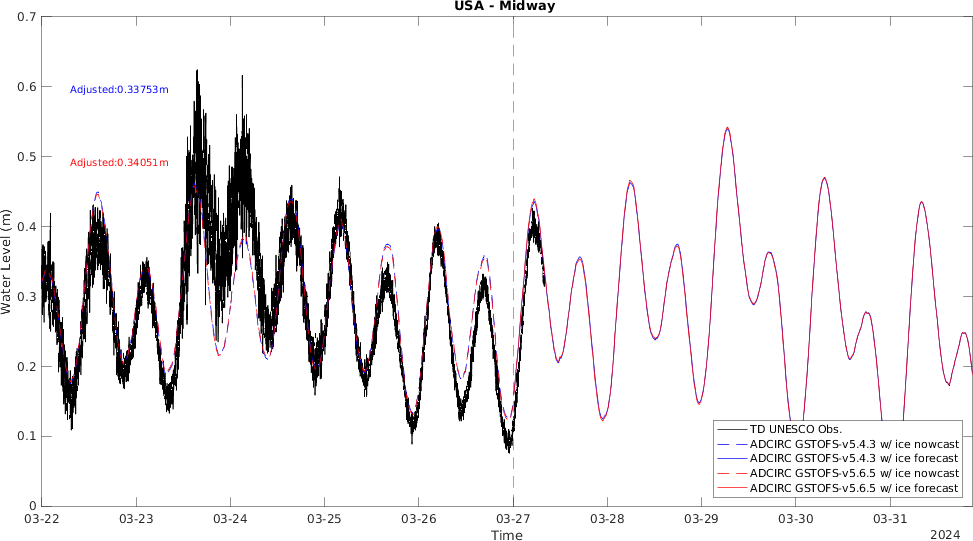 USA - Midway
0.7
0.6
0.5
0.4
0.3
0.2
0.1
0
Water Level (m)
Adjusted:0.33753m
Adjusted:0.34051m
TD UNESCO Obs.
ADCIRC GSTOFS-v5.4.3 w/ ice nowcast
ADCIRC GSTOFS-v5.4.3 w/ ice forecast
ADCIRC GSTOFS-v5.6.5 w/ ice nowcast
ADCIRC GSTOFS-v5.6.5 w/ ice forecast
03-22 03-23 03-24 03-25 03-26 03-27 03-28 03-29 03-30 03-31
Time
2024